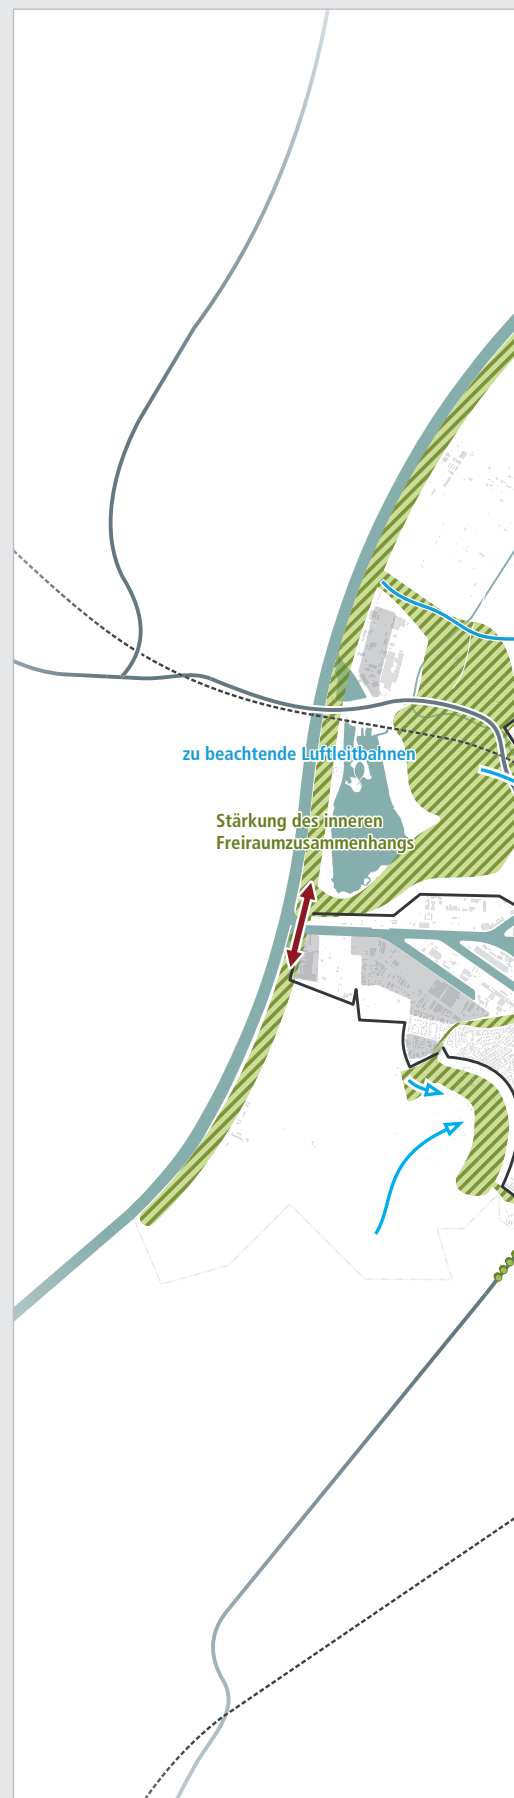 zu beachtende Luftleitbahnen
Stärkung des inneren
Freiraumzusammenhangs